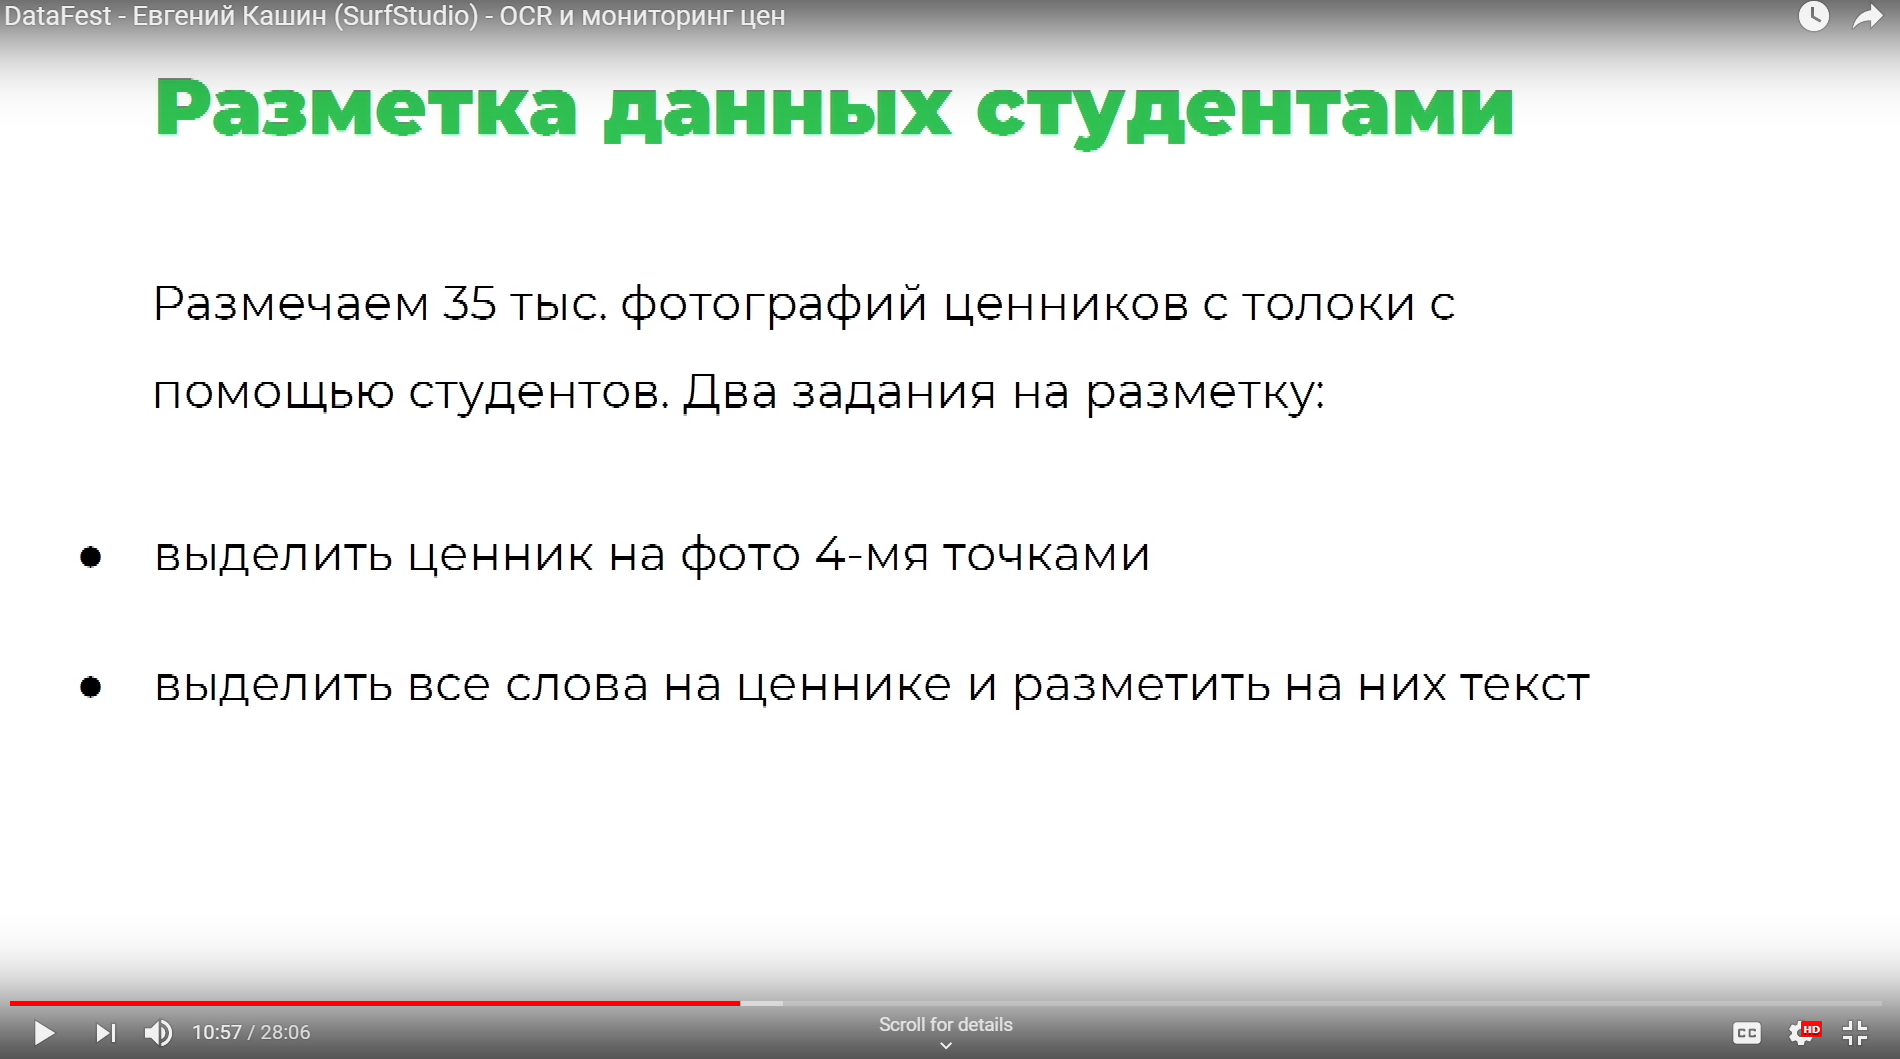 DataFest - Евгений Кашин (SurfStudio) - OCR и мониторинг цен
Разметка данных студентами
Размечаем 35 тыс. фотографий ценников с толоки с
помощью студентов. Два задания на разметку:
● выделить ценник на фото 4-мя точками
● выделить все слова на ценнике и разметить на них текст
Scroll for details
10:57 / 28:06
CC
HD